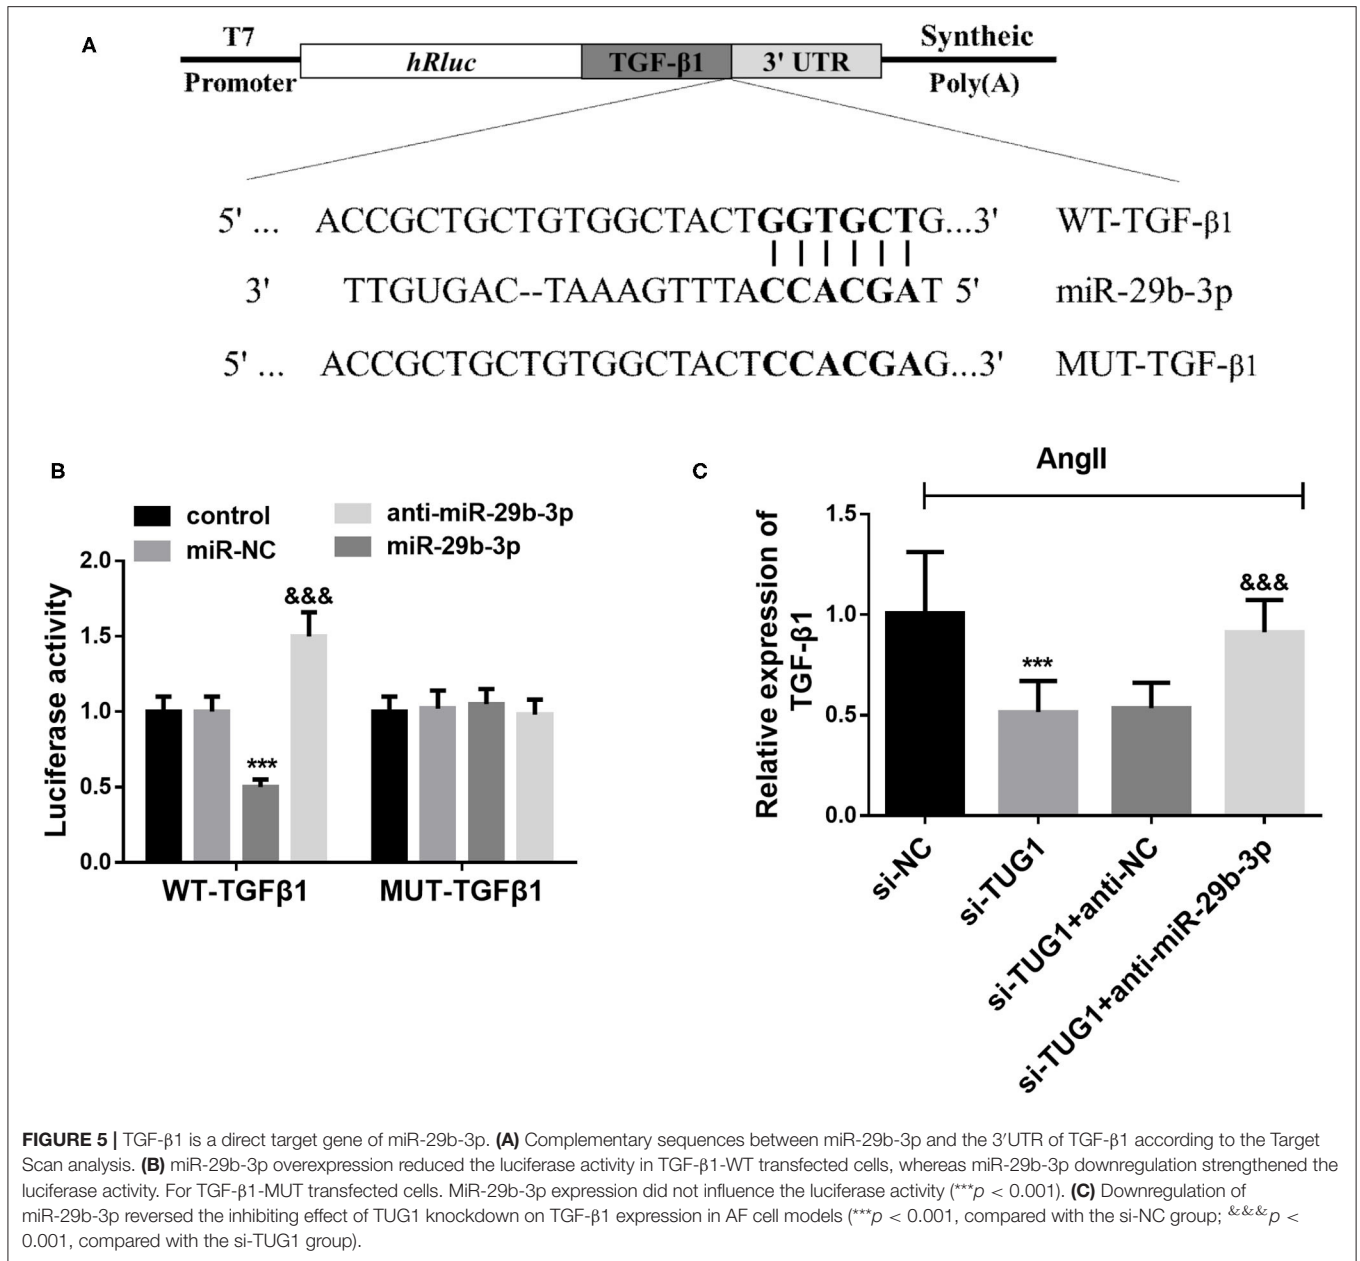 A
T7
Promoter
hRluc
TGF-β1
3' UTR
Syntheic
Poly(A)
5' ... ACCGCTGCTGTGGCTACTGGTGCTG...3' WT-TGF-β1
3' TTGUGAC--TAAAGTTTACCACGAT 5' miR-29b-3p
5' ... ACCGCTGCTGTGGCTACTCCACGAG...3' MUT-TGF-β1
B
control
miR-NC
anti-miR-29b-3p
miR-29b-3p
Luciferase activity
2.0
1.5
1.0
0.5
0.0
***
&&&
WT-TGFβ1
MUT-TGFβ1
C
AngII
Relative expression of
TGF-β1
1.5
1.0
0.5
0.0
***
&&&
si-NC
si-TUG1
si-TUG1+anti-NC
si-TUG1+anti-miR-29b-3p
FIGURE 5 | TGF-β1 is a direct target gene of miR-29b-3p. (A) Complementary sequences between miR-29b-3p and the 3′UTR of TGF-β1 according to the Target
Scan analysis. (B) miR-29b-3p overexpression reduced the luciferase activity in TGF-β1-WT transfected cells, whereas miR-29b-3p downregulation strengthened the
luciferase activity. For TGF-β1-MUT transfected cells. MiR-29b-3p expression did not influence the luciferase activity (***p < 0.001). (C) Downregulation of
miR-29b-3p reversed the inhibiting effect of TUG1 knockdown on TGF-β1 expression in AF cell models (***p < 0.001, compared with the si-NC group; &&&p <
0.001, compared with the si-TUG1 group).